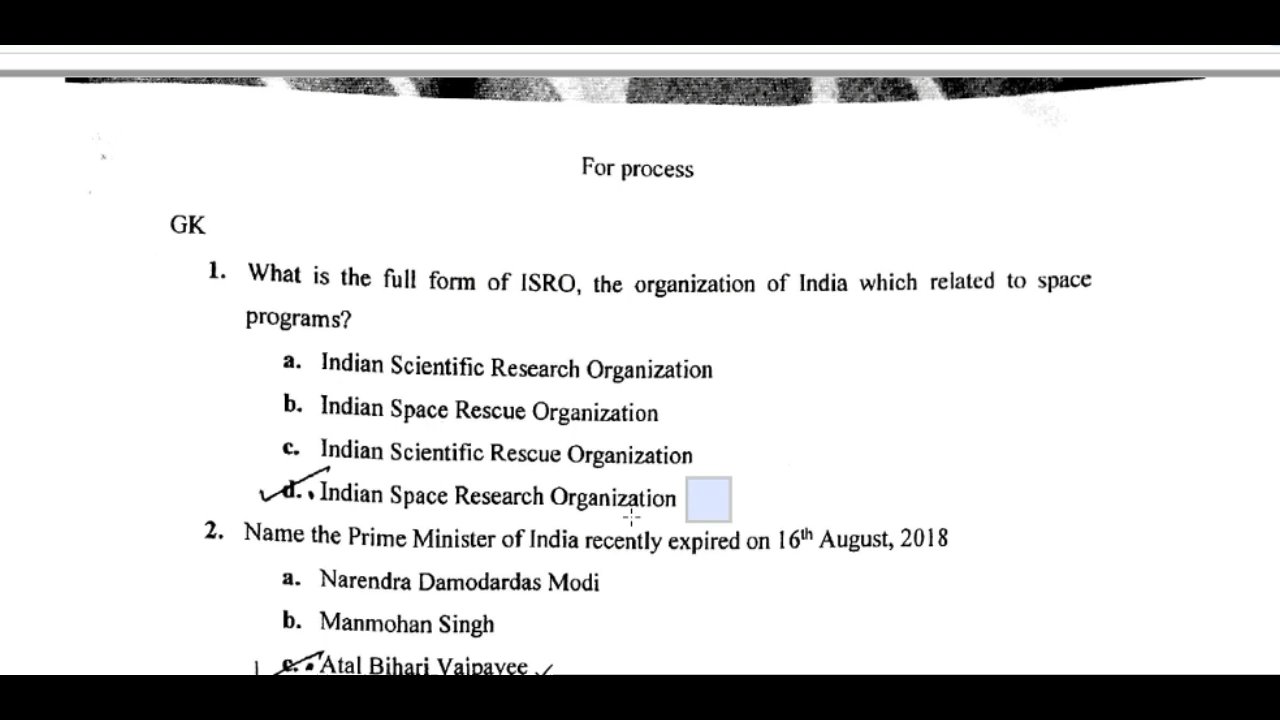 For process
GK
1. What is the full form of ISRO, the organization of India which related to space
programs?
a. Indian Scientific Research Organization
b. Indian Space Rescue Organization
c. Indian Scientific Rescue Organization
d. Indian Space Research Organization
2. Name the Prime Minister of India recently expired on 16th August, 2018
a. Narendra Damodardas Modi
b. Manmohan Singh
c. Atal Bihari Vajpayee